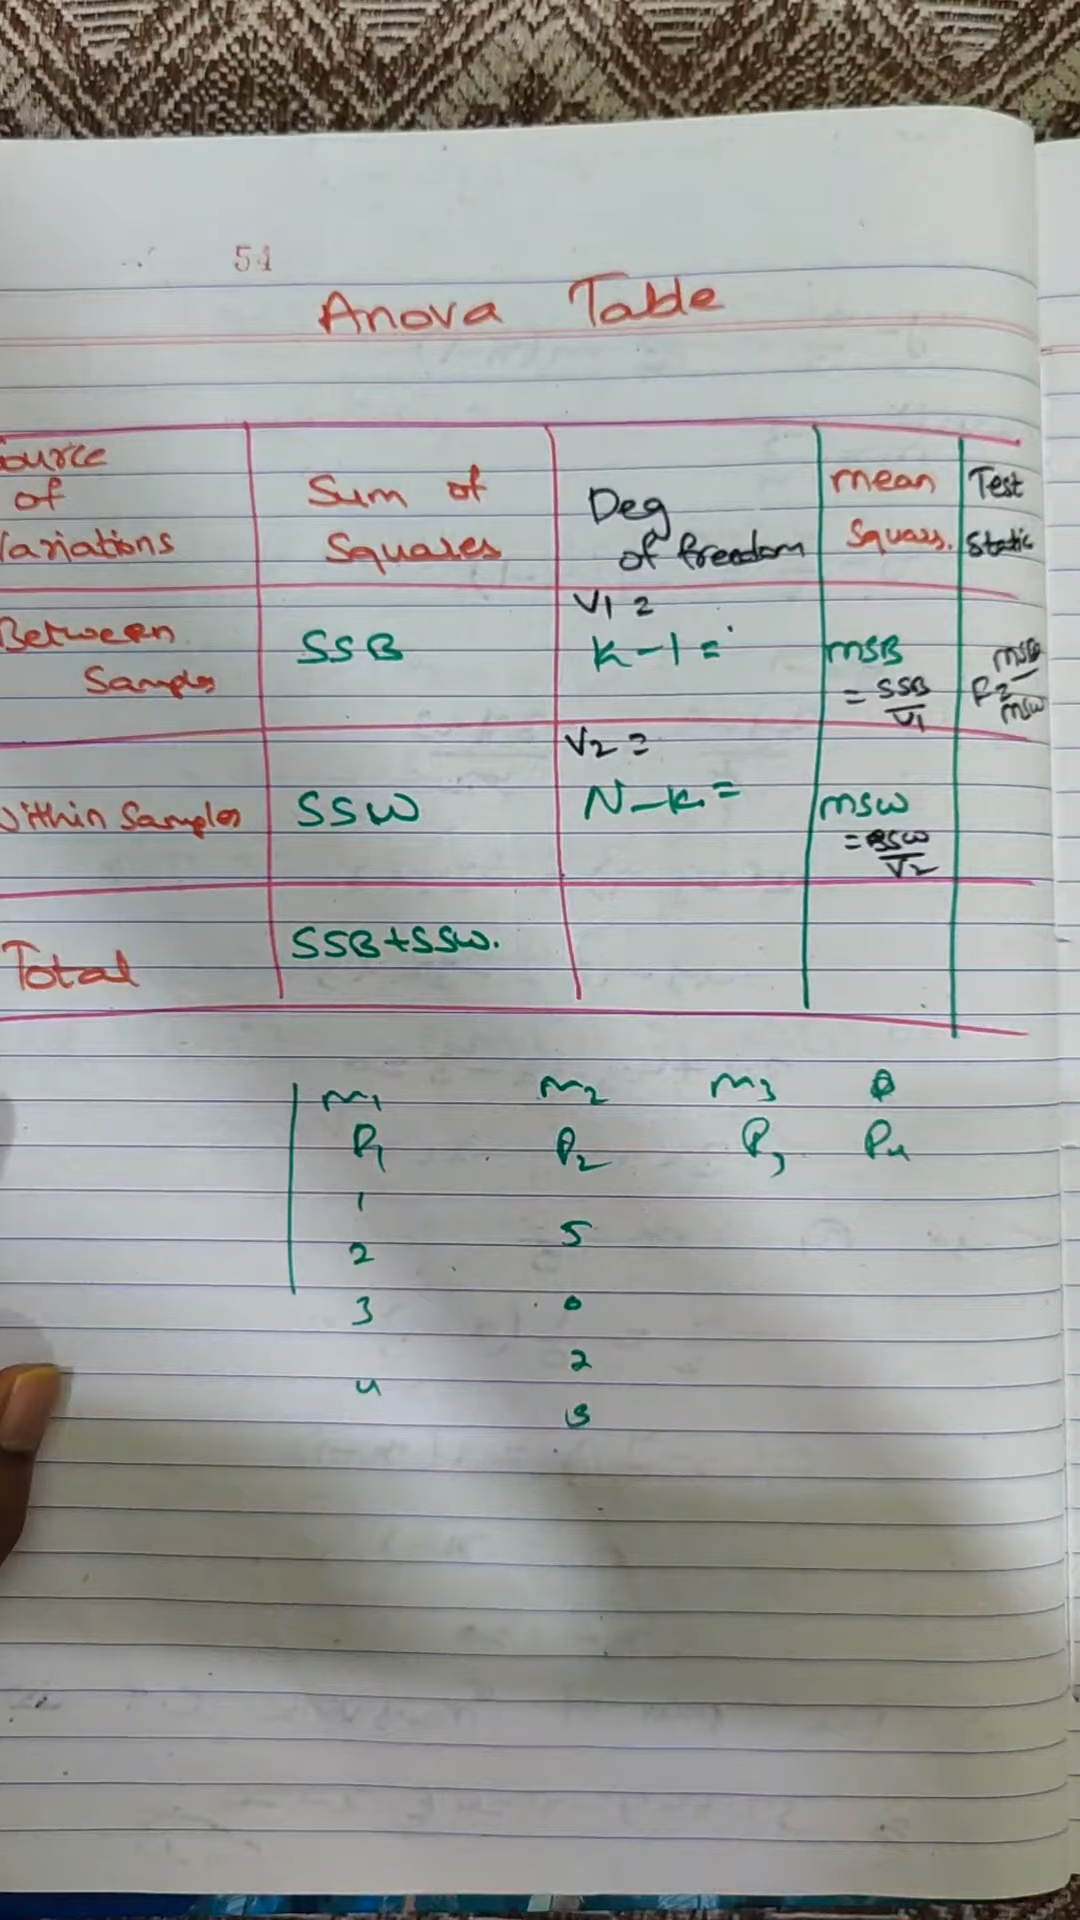 54
Anova Table
ource of Variations
Sum of Squares
Deg of freedom
mean Squars.
Test Static
Between Samples
SSB
V1 =
K-1 =
MSB = SSB/V1
F = MSB/MSW
Within Samples
SSW
V2 =
N-K =
MSW = SSW/V2
Total
SSB+SSW.
M1 M2 M3
P1 P2 P3 P4
1
5
2
3 0
2
4